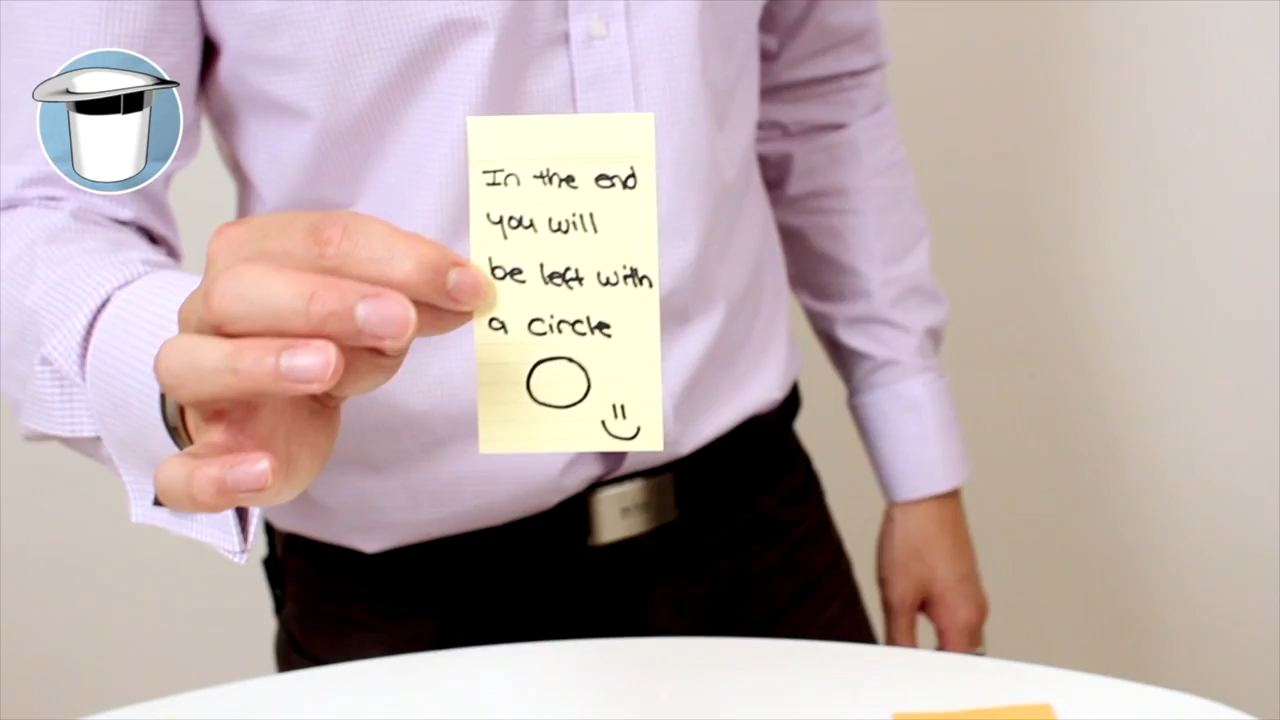 In the end
you will
be left with
a circle